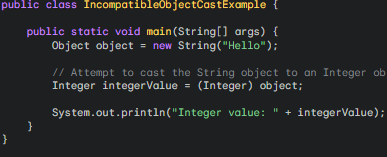 public class IncompatibleObjectCastExample {
public static void main(String[] args) {
Object object = new String("Hello");
// Attempt to cast the String object to an Integer ob
Integer integerValue = (Integer) object;
System.out.println("Integer value: " + integerValue);
}
}